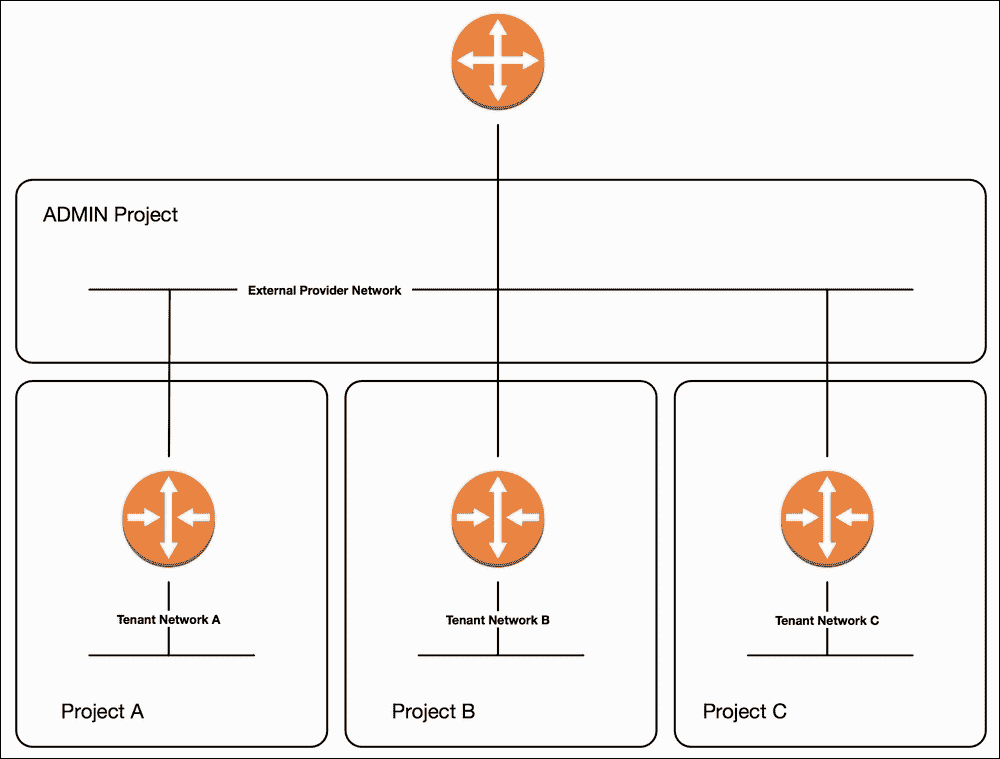 ADMIN Project
External Provider Network
Tenant Network A
Tenant Network B
Tenant Network C
Project A
Project B
Project C